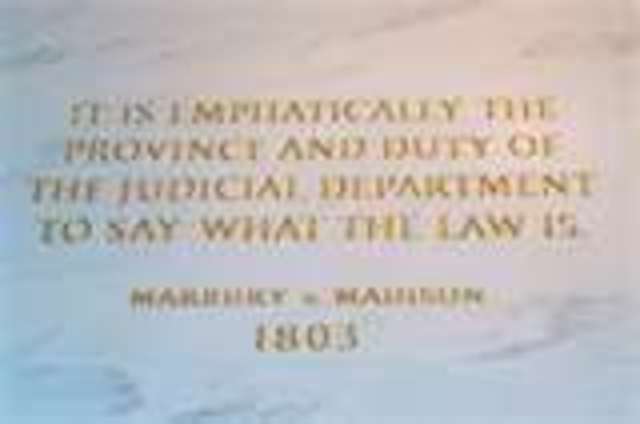 IT IS EMPHATICALLY THE
PROVINCE AND DUTY OF
THE JUDICIAL DEPARTMENT
TO SAY WHAT THE LAW IS.
MARBURY v. MADISON
1803